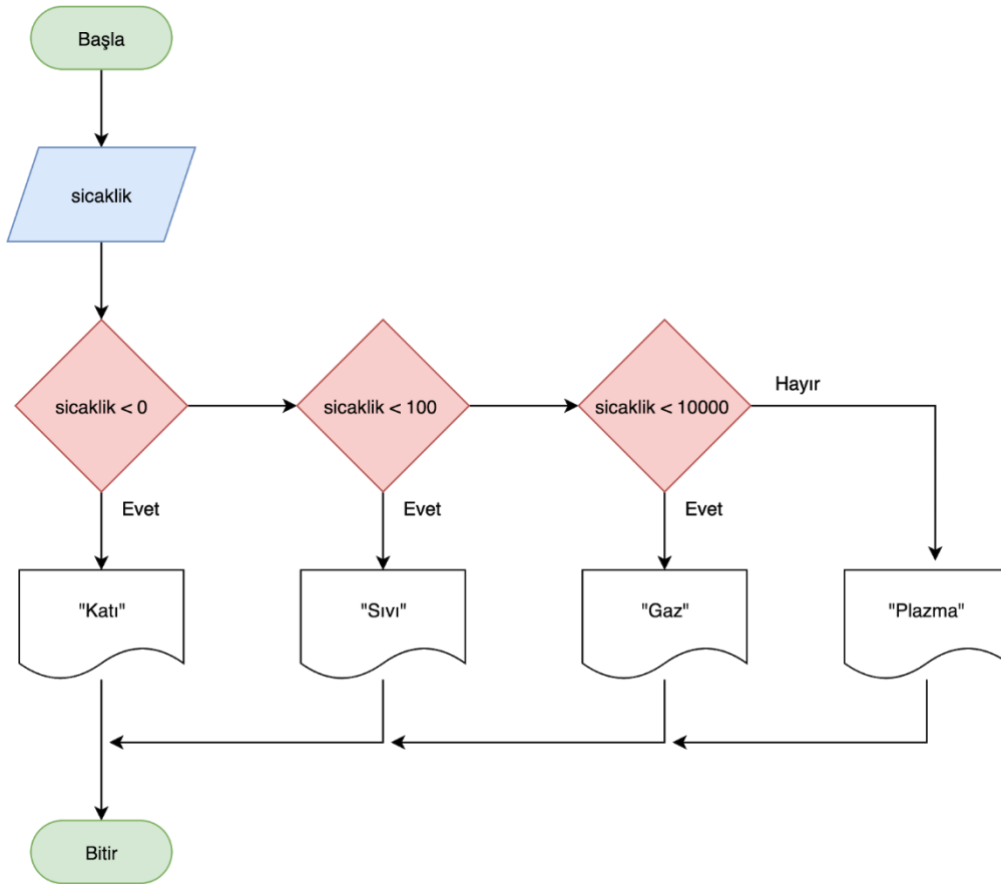 Başla
sicaklik
sicaklik < 0
sicaklik < 100
sicaklik < 10000
Hayır
Evet
Evet
Evet
"Katı"
"Sıvı"
"Gaz"
"Plazma"
Bitir